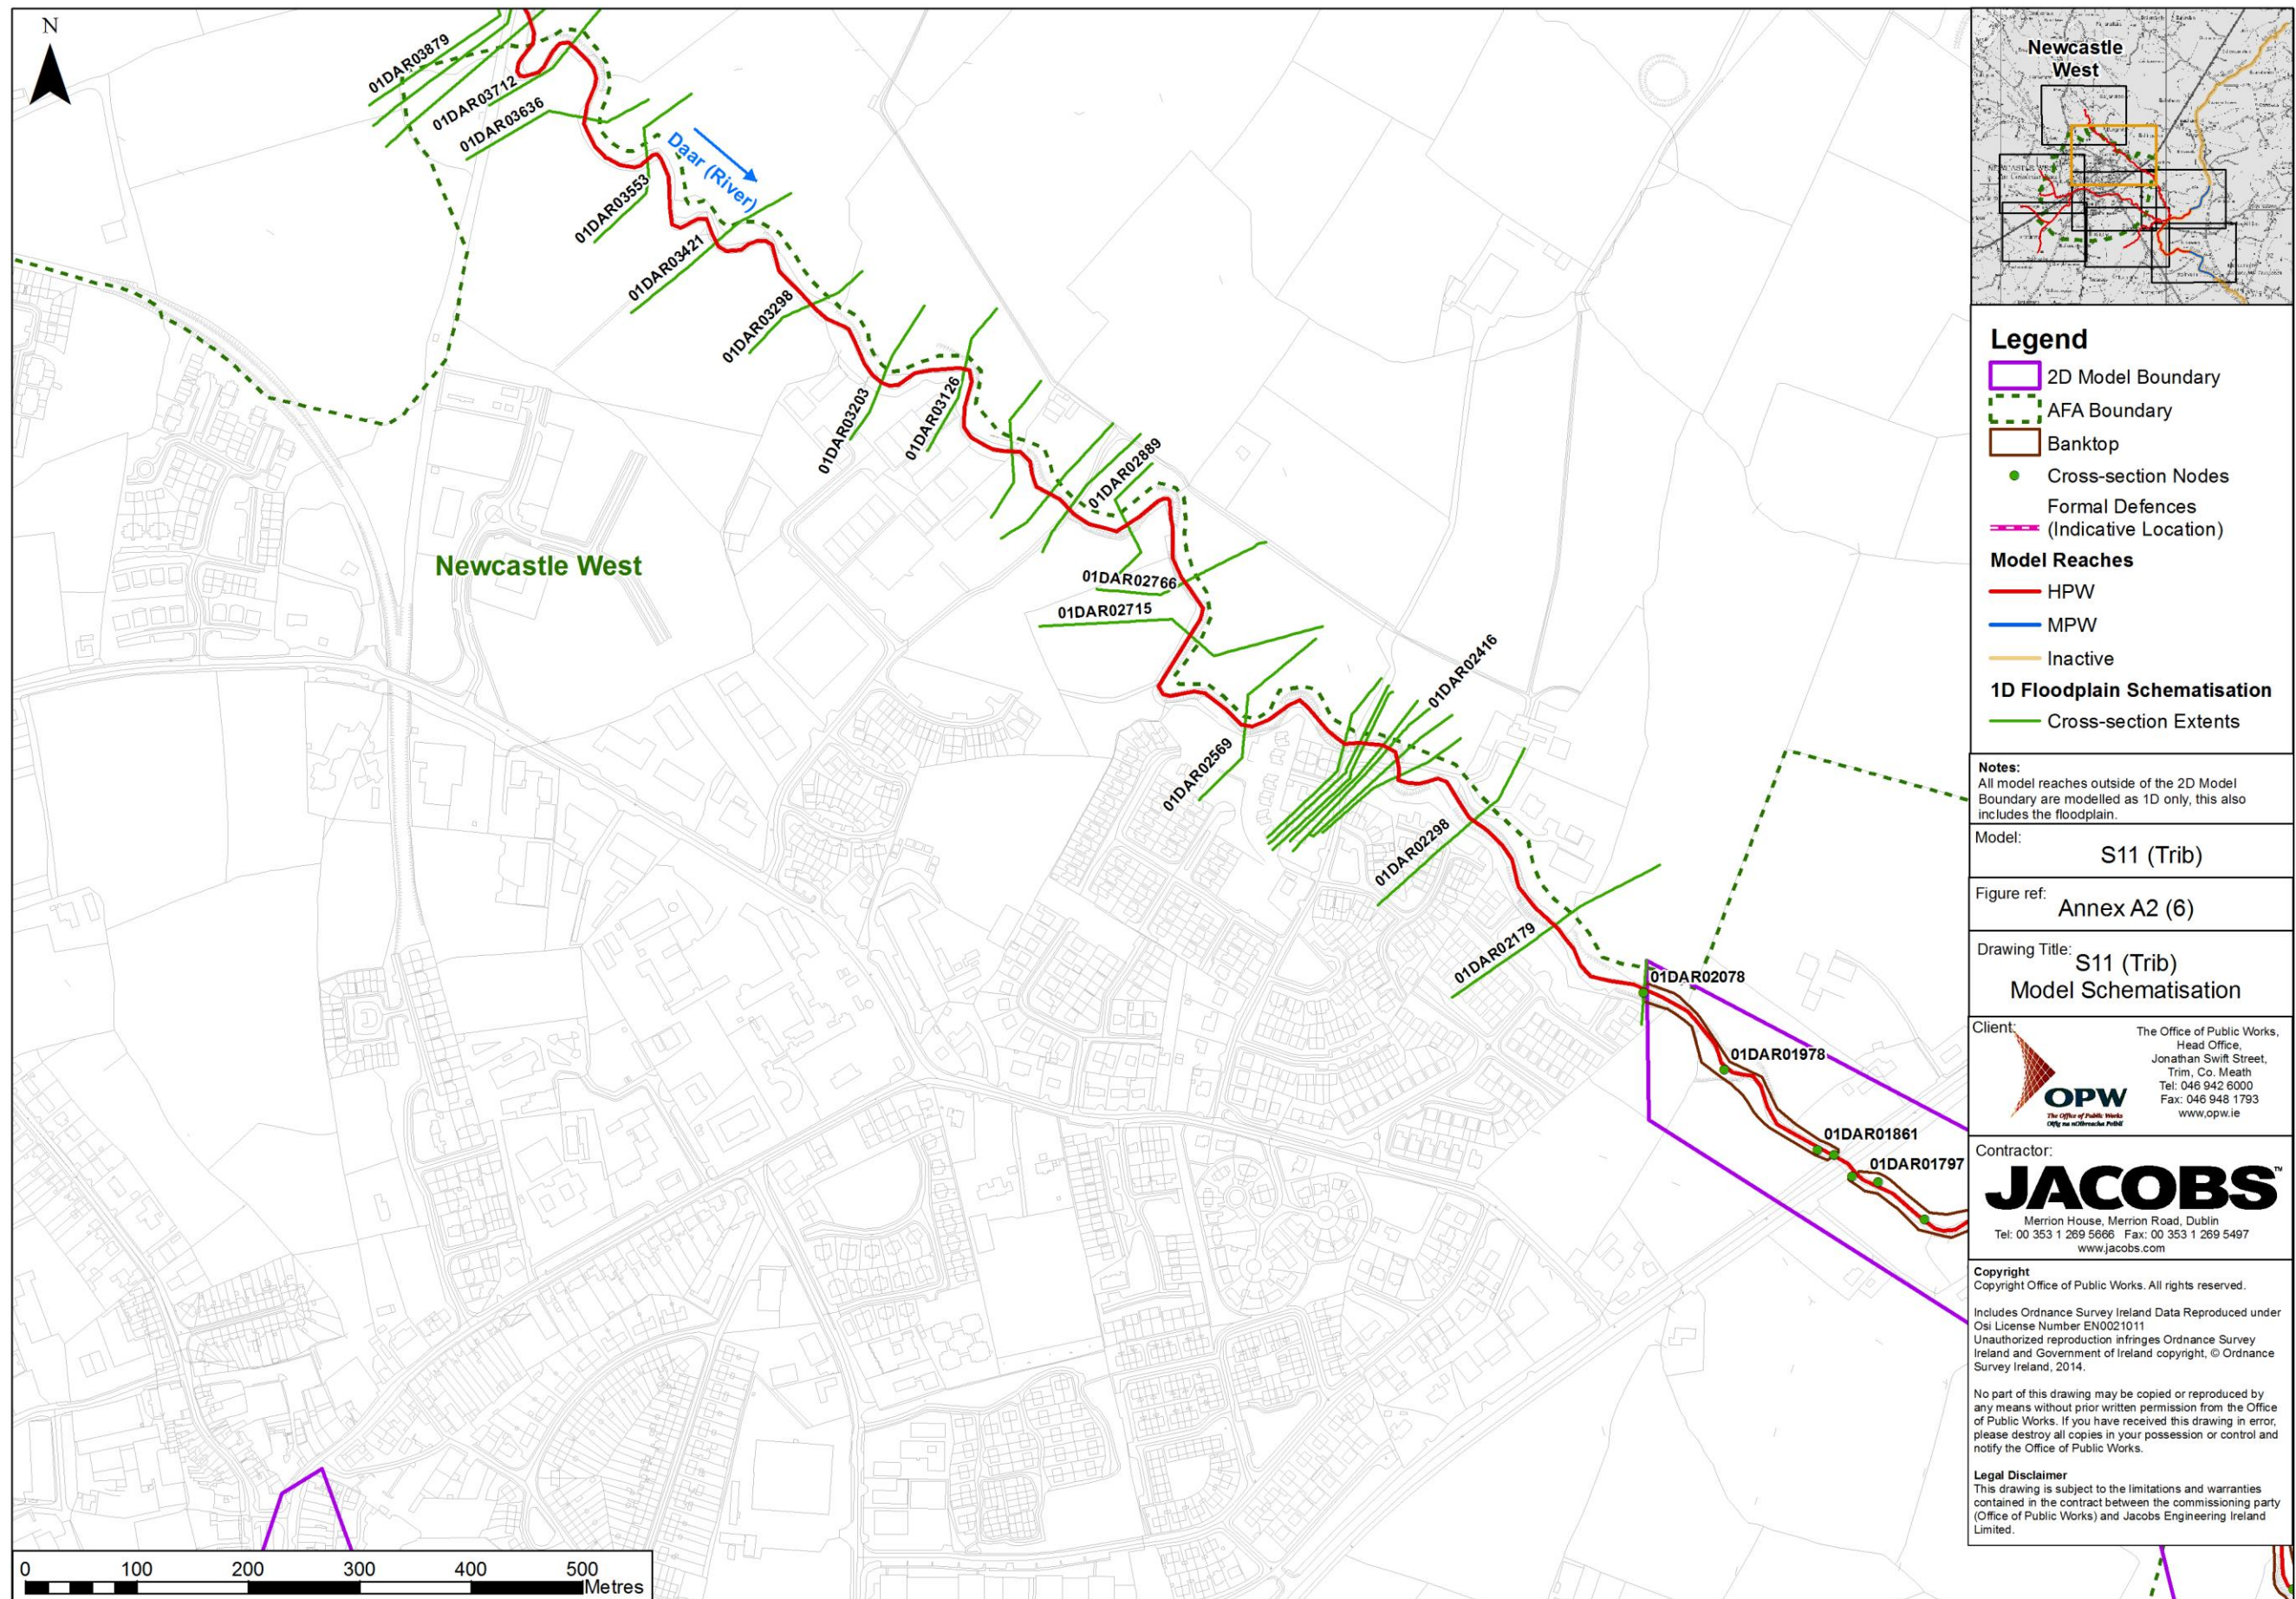 N
01DAR03879
01DAR03712
01DAR03636
Daar (River)
01DAR03553
01DAR03421
01DAR03298
01DAR03203
01DAR03126
01DAR02889
Newcastle West
01DAR02766
01DAR02715
01DAR02416
01DAR02569
01DAR02298
01DAR02179
01DAR02078
01DAR01978
01DAR01861
01DAR01797
0 100 200 300 400 500
Metres
Newcastle
West
Legend
2D Model Boundary
AFA Boundary
Banktop
Cross-section Nodes
Formal Defences
(Indicative Location)
Model Reaches
HPW
MPW
Inactive
1D Floodplain Schematisation
Cross-section Extents
Notes:
All model reaches outside of the 2D Model
Boundary are modelled as 1D only, this also
includes the floodplain.
Model:
S11 (Trib)
Figure ref:
Annex A2 (6)
Drawing Title:
S11 (Trib)
Model Schematisation
Client:
OPW
The Office of Public Works
Oifig na nOibreacha Poiblí
The Office of Public Works,
Head Office,
Jonathan Swift Street,
Trim, Co. Meath
Tel: 046 942 6000
Fax: 046 948 1793
www,opw.ie
Contractor:
JACOBS™
Merrion House, Merrion Road, Dublin
Tel: 00 353 1 269 5666 Fax: 00 353 1 269 5497
www.jacobs.com
Copyright
Copyright Office of Public Works. All rights reserved.
Includes Ordnance Survey Ireland Data Reproduced under
Osi License Number EN0021011
Unauthorized reproduction infringes Ordnance Survey
Ireland and Government of Ireland copyright, © Ordnance
Survey Ireland, 2014.
No part of this drawing may be copied or reproduced by
any means without prior written permission from the Office
of Public Works. If you have received this drawing in error,
please destroy all copies in your possession or control and
notify the Office of Public Works.
Legal Disclaimer
This drawing is subject to the limitations and warranties
contained in the contract between the commissioning party
(Office of Public Works) and Jacobs Engineering Ireland
Limited.